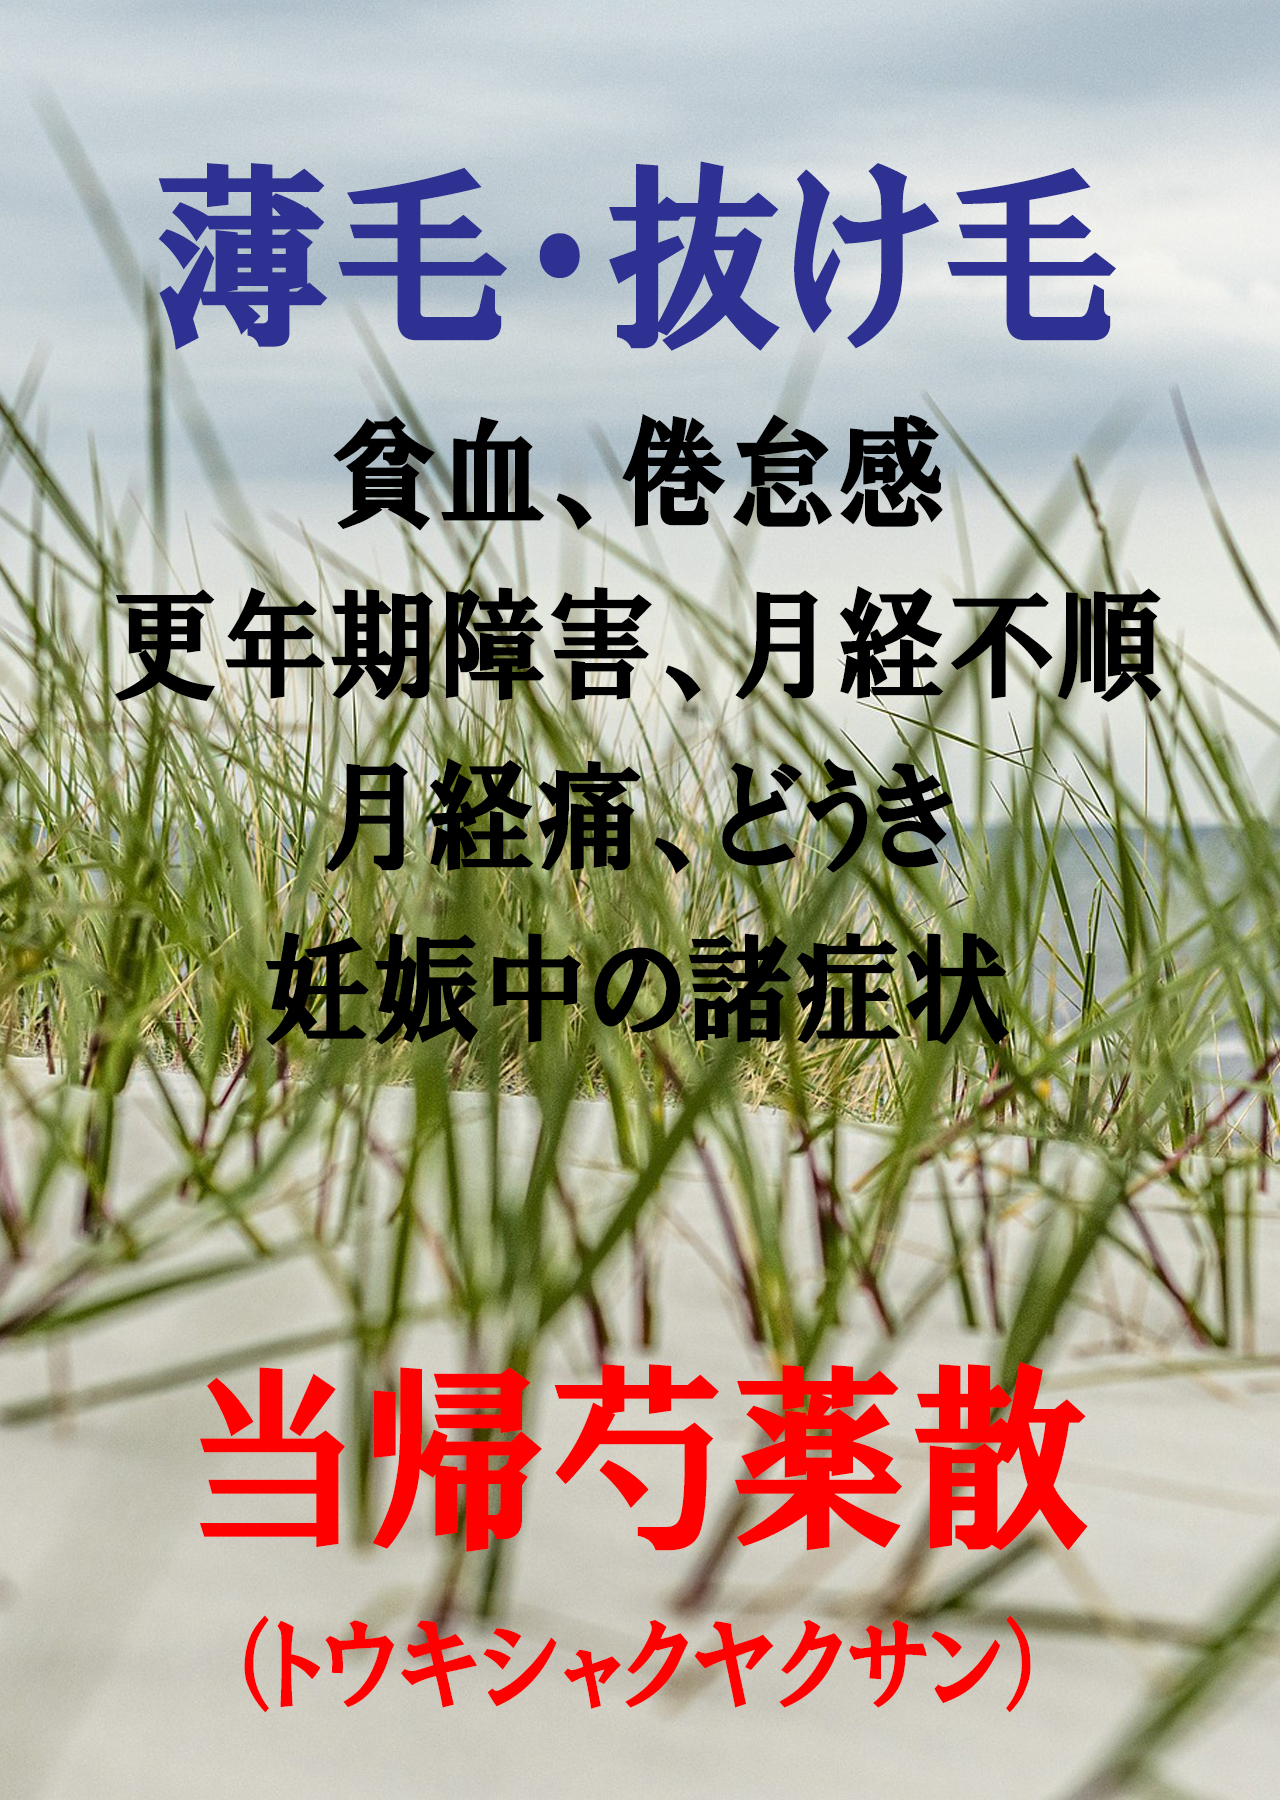 薄毛・抜け毛
貧血、倦怠感
更年期障害、月経不順
月経痛、どうき
妊娠中の諸症状
当帰芍薬散
（トウキシャクヤクサン）